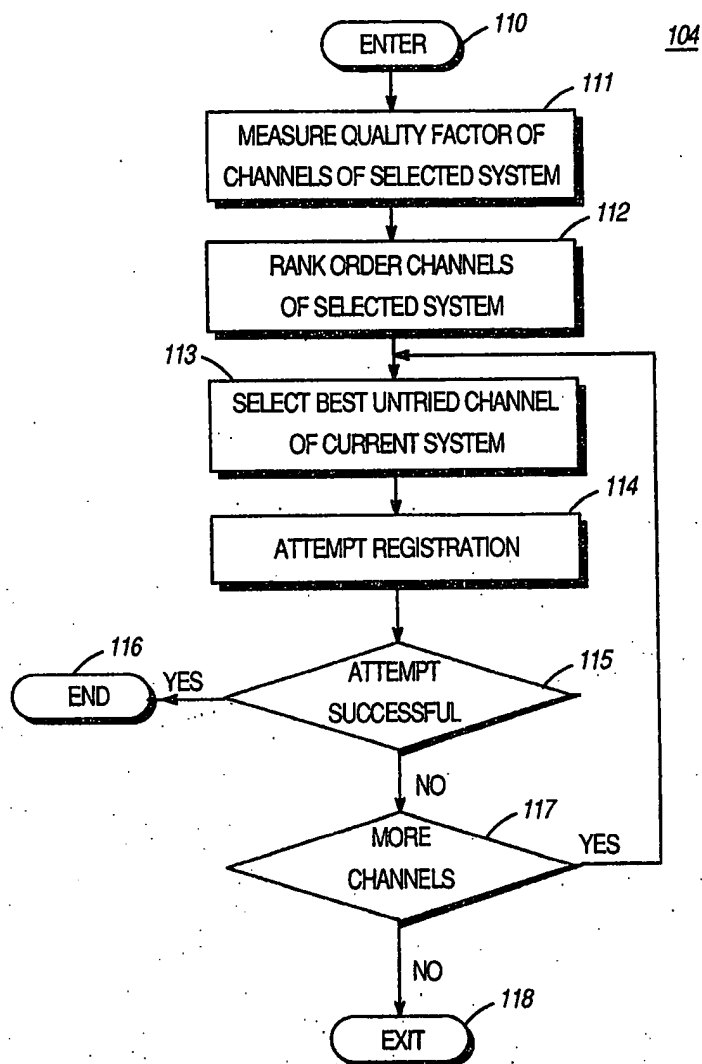 ENTER
110
104
111
MEASURE QUALITY FACTOR OF
CHANNELS OF SELECTED SYSTEM
112
RANK ORDER CHANNELS
OF SELECTED SYSTEM
113
SELECT BEST UNTRIED CHANNEL
OF CURRENT SYSTEM
114
ATTEMPT REGISTRATION
116
END
YES
ATTEMPT
SUCCESSFUL
115
NO
117
MORE
CHANNELS
YES
NO
118
EXIT